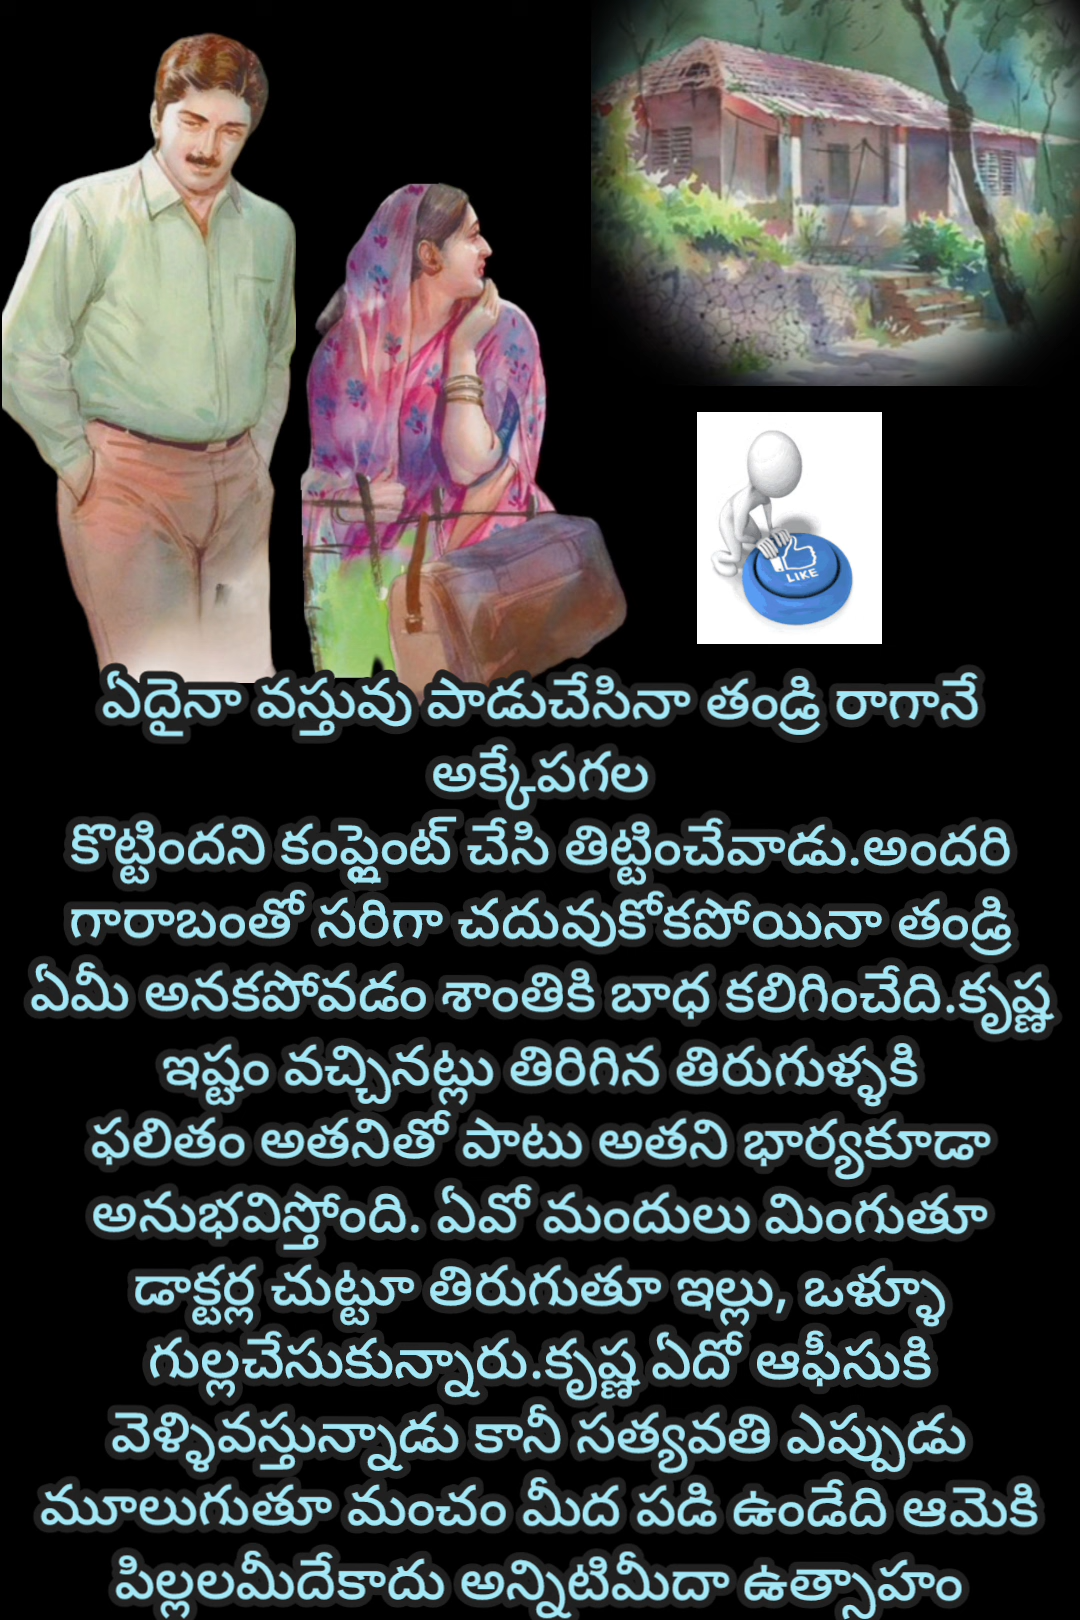 LIKE
ఏదైనా వస్తువు పాడుచేసినా తండ్రి రాగానే
అక్కేపగల
కొట్టిందని కంప్లైంట్ చేసి తిట్టించేవాడు.అందరి
గారాబంతో సరిగా చదువుకోకపోయినా తండ్రి
ఏమీ అనకపోవడం శాంతికి బాధ కలిగించేది.కృష్ణ
ఇష్టం వచ్చినట్లు తిరిగిన తిరుగుళ్ళకి
ఫలితం అతనితో పాటు అతని భార్యకూడా
అనుభవిస్తోంది. ఏవో మందులు మింగుతూ
డాక్టర్ల చుట్టూ తిరుగుతూ ఇల్లు, ఒళ్ళూ
గుల్లచేసుకున్నారు.కృష్ణ ఏదో ఆఫీసుకి
వెళ్ళివస్తున్నాడు కానీ సత్యవతి ఎప్పుడు
మూలుగుతూ మంచం మీద పడి ఉండేది ఆమెకి
పిల్లలమీదేకాదు అన్నిటిమీదా ఉత్సాహం